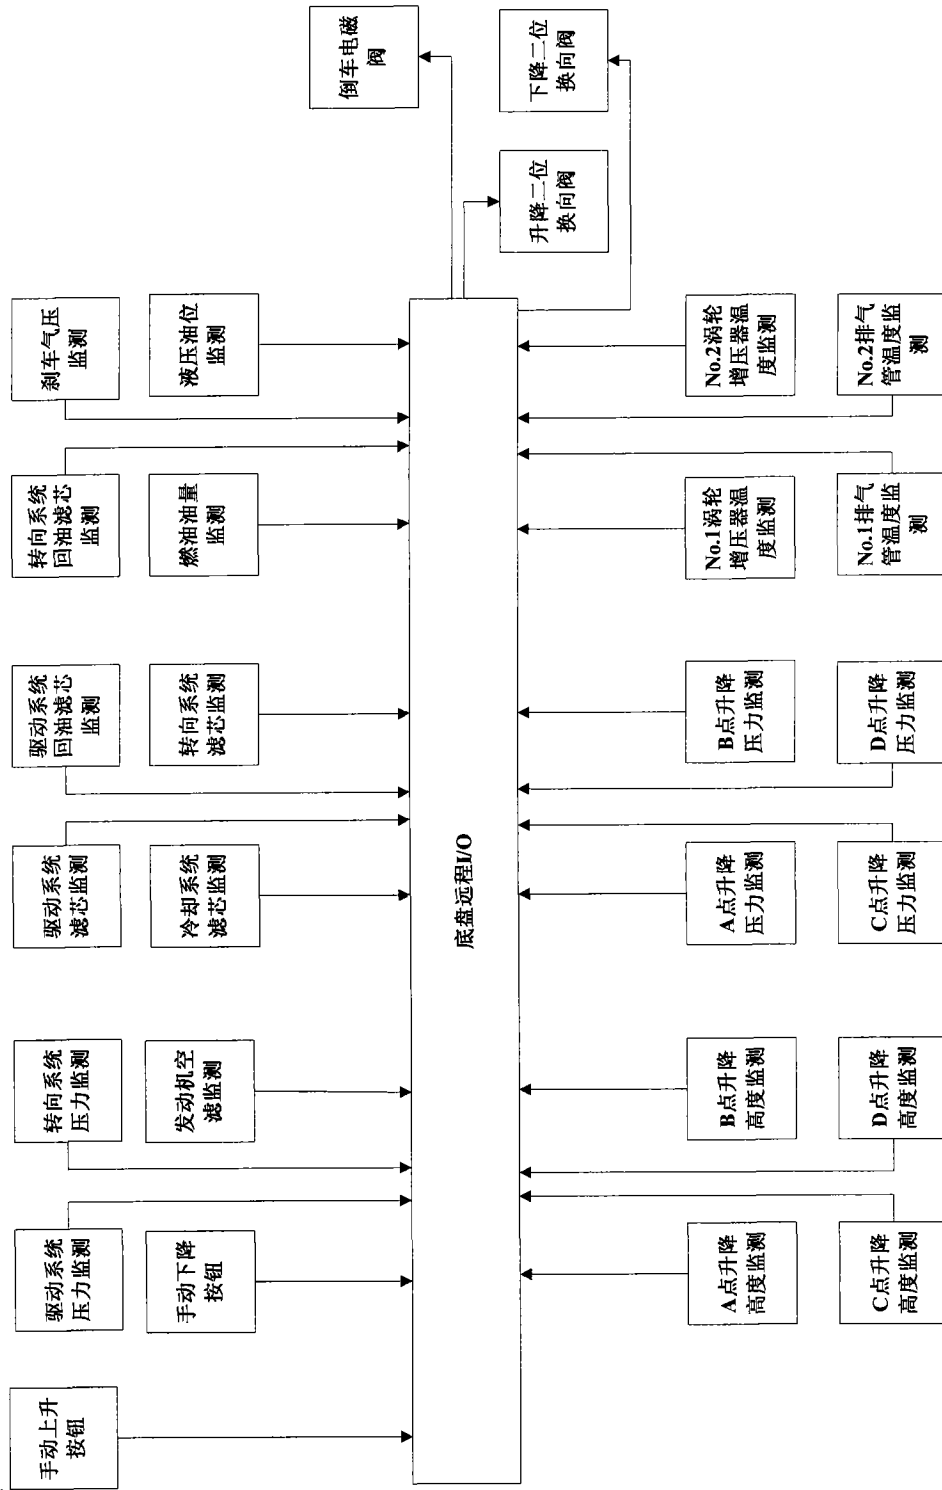 手动上升
按钮
驱动系统
压力监测
转向系统
压力监测
驱动系统
滤芯监测
驱动系统
回油滤芯
监测
转向系统
回油滤芯
监测
刹车气压
监测
手动下降
按钮
发动机空
滤监测
冷却系统
滤芯监测
转向系统
滤芯监测
燃油油量
监测
液压油位
监测
倒车电磁
阀
底盘远程I/O
升降二位
换向阀
下降二位
换向阀
A点升降
高度监测
B点升降
高度监测
A点升降
压力监测
B点升降
压力监测
No.1涡轮
增压器温
度监测
No.2涡轮
增压器温
度监测
C点升降
高度监测
D点升降
高度监测
C点升降
压力监测
D点升降
压力监测
No.1排气
管温度监
测
No.2排气
管温度监
测